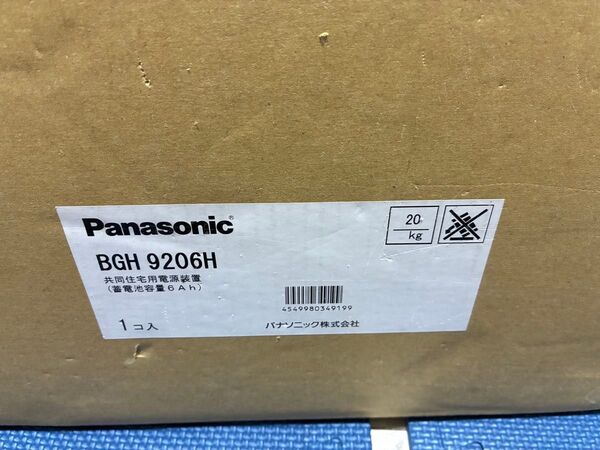 Panasonic®
BGH 9206H
共同住宅用電源装置
(蓄電池容量6Ah)
1コ入
20
kg
4549980349199
パナソニック株式会社